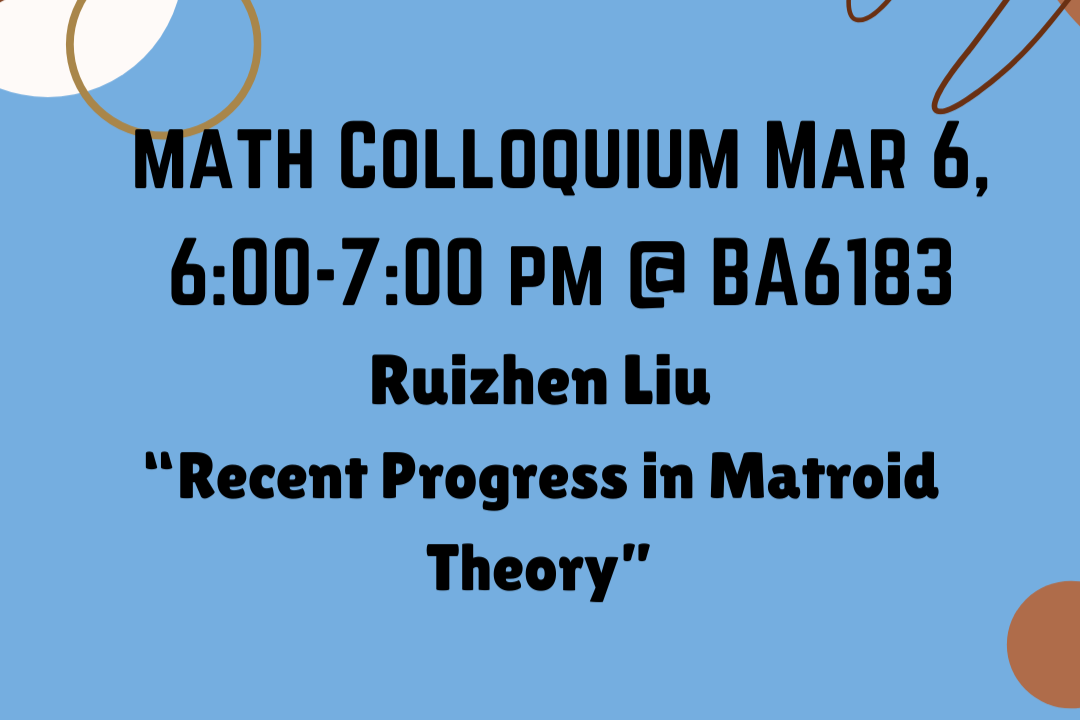 math Colloquium Mar 6,
6:00-7:00 pm @ BA6183
Ruizhen Liu
“Recent Progress in Matroid
Theory”